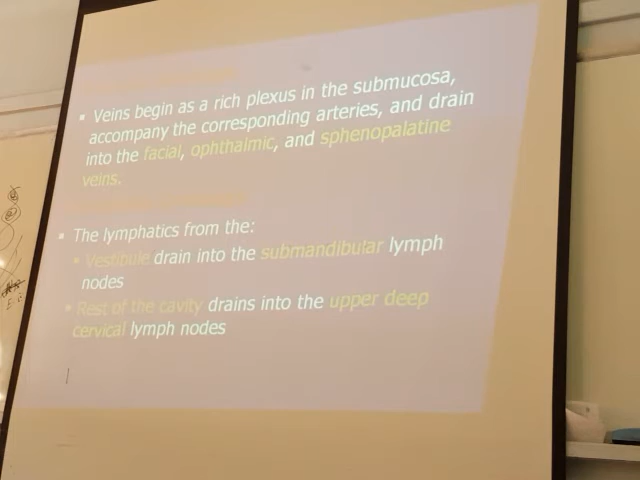 ▪ Veins begin as a rich plexus in the submucosa,
accompany the corresponding arteries, and drain
into the facial, ophthalmic, and sphenopalatine
veins.
▪ The lymphatics from the:
▪ Vestibule drain into the submandibular lymph
nodes
▪ Rest of the cavity drains into the upper deep
cervical lymph nodes